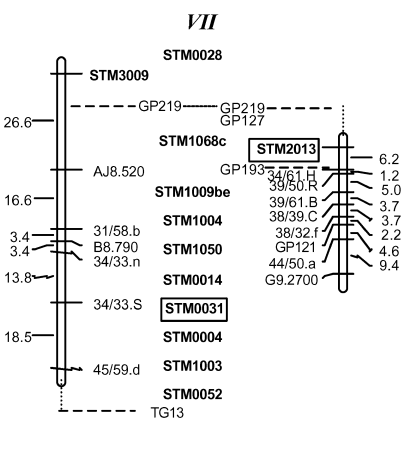 VII
STM0028
STM3009
GP219 GP219
GP127
26.6
STM1068c
STM2013
6.2
GP193
AJ8.520
34/61.H
1.2
39/50.R
5.0
16.6
STM1009be
39/61.B
3.7
STM1004
38/39.C
3.7
31/58.b
38/32.f
2.2
3.4
B8.790
STM1050
GP121
3.4
34/33.n
4.6
44/50.a
9.4
13.8
STM0014
G9.2700
34/33.S
STM0031
18.5
STM0004
45/59.d
STM1003
STM0052
TG13